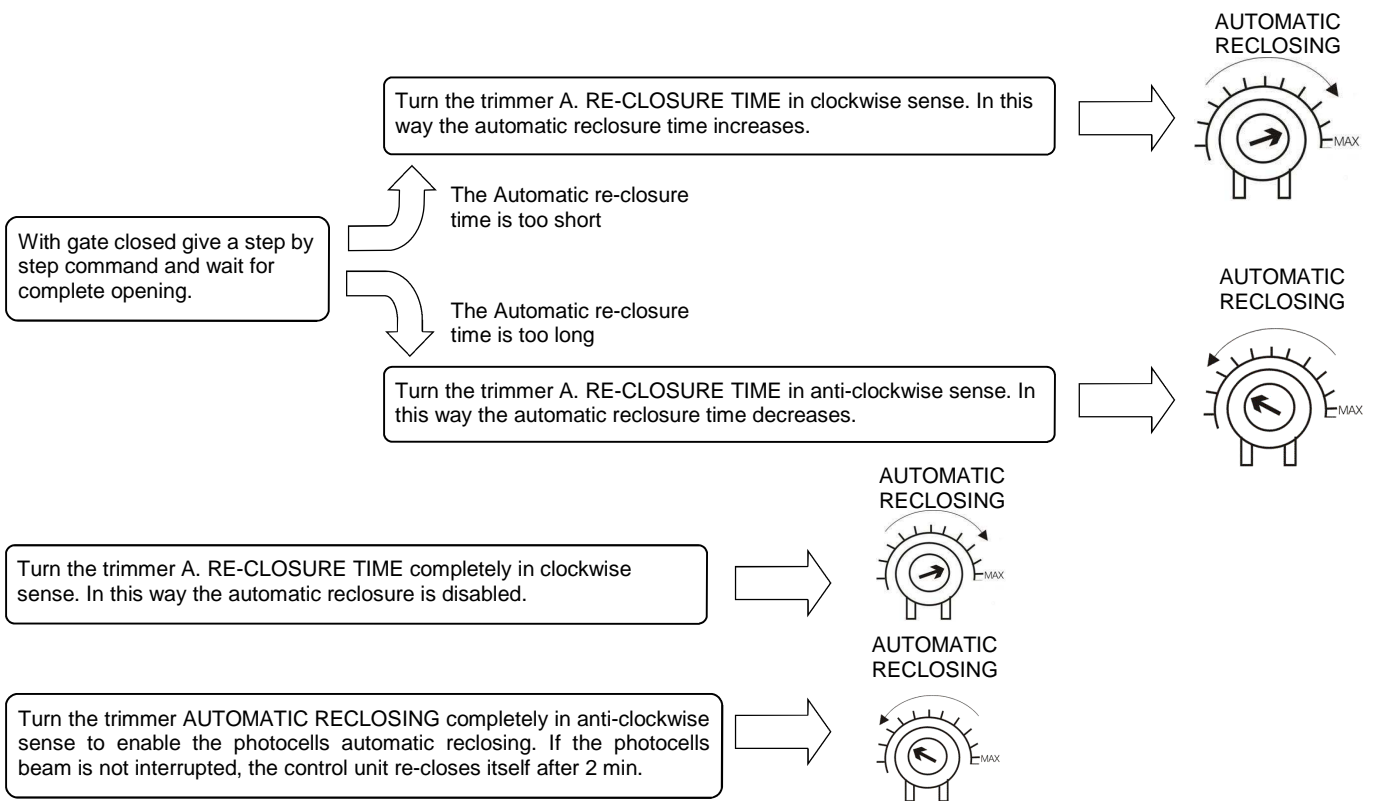 AUTOMATIC
RECLOSING
Turn the trimmer A. RE-CLOSURE TIME in clockwise sense. In this
way the automatic reclosure time increases.
MAX
The Automatic re-closure
time is too short
With gate closed give a step by
step command and wait for
complete opening.
The Automatic re-closure
time is too long
AUTOMATIC
RECLOSING
Turn the trimmer A. RE-CLOSURE TIME in anti-clockwise sense. In
this way the automatic reclosure time decreases.
MAX
AUTOMATIC
RECLOSING
Turn the trimmer A. RE-CLOSURE TIME completely in clockwise
sense. In this way the automatic reclosure is disabled.
MAX
AUTOMATIC
RECLOSING
Turn the trimmer AUTOMATIC RECLOSING completely in anti-clockwise
sense to enable the photocells automatic reclosing. If the photocells
beam is not interrupted, the control unit re-closes itself after 2 min.
MAX